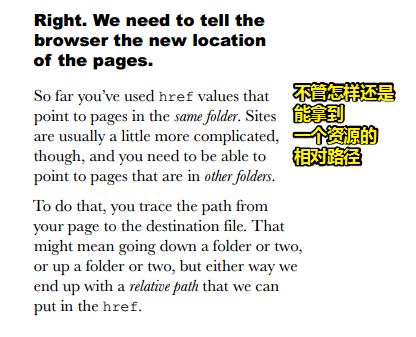 Right. We need to tell the
browser the new location
of the pages.
So far you've used href values that
point to pages in the same folder. Sites
are usually a little more complicated,
though, and you need to be able to
point to pages that are in other folders.
To do that, you trace the path from
your page to the destination file. That
might mean going down a folder or two,
or up a folder or two, but either way we
end up with a relative path that we can
put in the href.
不管怎样还是
能拿到
一个资源的
相对路径